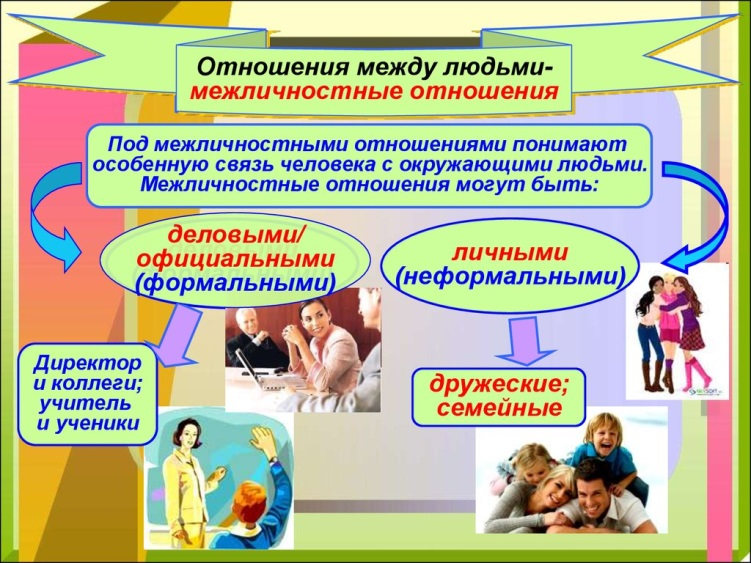 Отношения между людьми-
межличностные отношения
Под межличностными отношениями понимают
особенную связь человека с окружающими людьми.
Межличностные отношения могут быть:
деловыми/
официальными
(формальными)
личными
(неформальными)
Директор
и коллеги;
учитель
и ученики
дружеские;
семейные